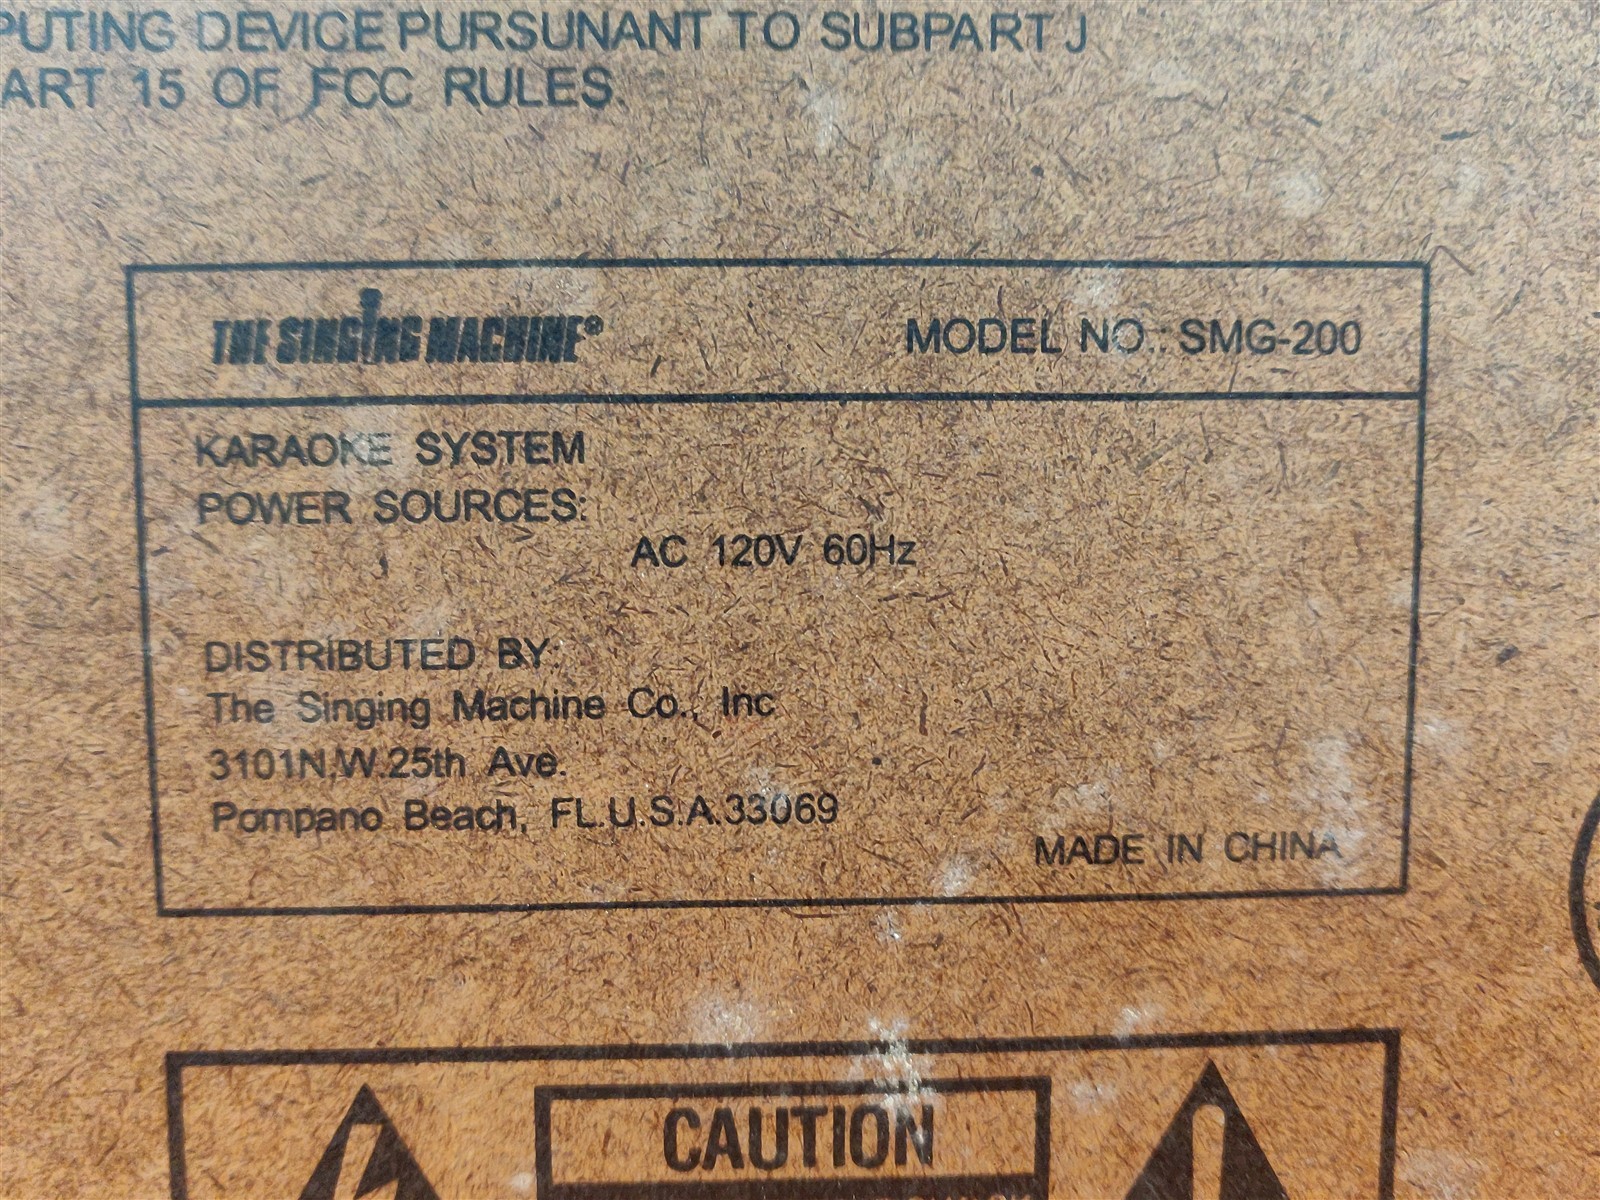 PUTING DEVICE PURSUNANT TO SUBPART J
ART 15 OF FCC RULES.
THE SINGING MACHINE®
MODEL NO.: SMG-200
KARAOKE SYSTEM
POWER SOURCES:
AC 120V 60Hz
DISTRIBUTED BY:
The Singing Machine Co., Inc
3101N.W.25th Ave.
Pompano Beach, FL.U.S.A.33069
MADE IN CHINA
CAUTION